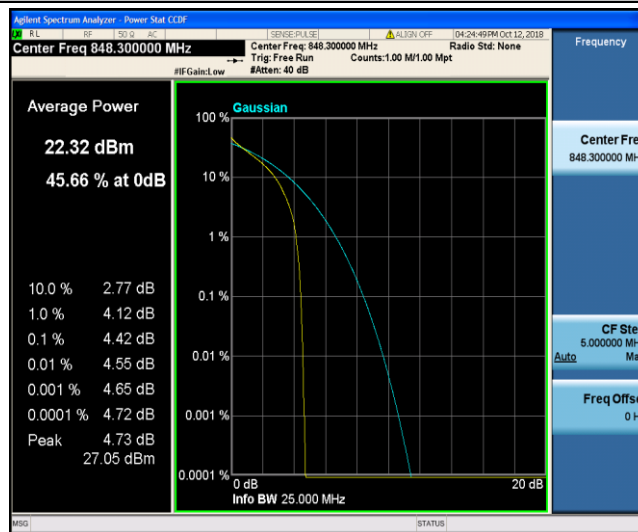 Agilent Spectrum Analyzer - Power Stat CCDF
RL RF 50 Ω AC SENSE:PULSE ALIGN OFF 04:24:49 PM Oct 12, 2018
Center Freq 848.300000 MHz
Center Freq: 848.300000 MHz Radio Std: None
Trig: Free Run Counts:1.00 M/1.00 Mpt
#IFGain:Low #Atten: 40 dB
Frequency
Average Power
22.32 dBm
45.66 % at 0dB
10.0 % 2.77 dB
1.0 % 4.12 dB
0.1 % 4.42 dB
0.01 % 4.55 dB
0.001 % 4.65 dB
0.0001 % 4.72 dB
Peak 4.73 dB
27.05 dBm
Gaussian
100 %
10 %
1 %
0.1 %
0.01 %
0.001 %
0.0001 %
0 dB 20 dB
Info BW 25.000 MHz
Center Fre
848.300000 MH
CF Ste
5.000000 MH
Auto Ma
Freq Offse
0 H
MSG STATUS